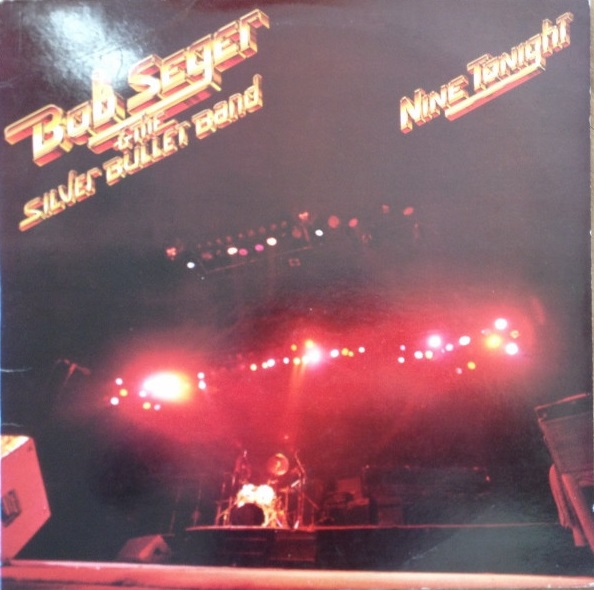 Bob Seger
& the
Silver Bullet Band
Nine Tonight